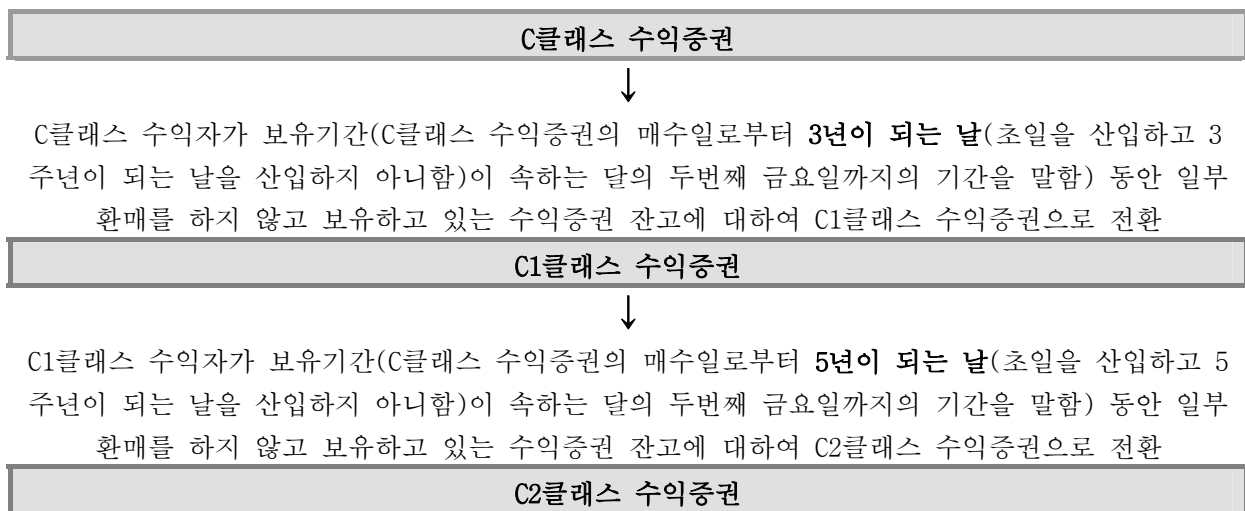 C클래스 수익증권
↓
C클래스 수익자가 보유기간(C클래스 수익증권의 매수일로부터 3년이 되는 날(초일을 산입하고 3
주년이 되는 날을 산입하지 아니함)이 속하는 달의 두번째 금요일까지의 기간을 말함) 동안 일부
환매를 하지 않고 보유하고 있는 수익증권 잔고에 대하여 C1클래스 수익증권으로 전환
C1클래스 수익증권
↓
C1클래스 수익자가 보유기간(C클래스 수익증권의 매수일로부터 5년이 되는 날(초일을 산입하고 5
주년이 되는 날을 산입하지 아니함)이 속하는 달의 두번째 금요일까지의 기간을 말함) 동안 일부
환매를 하지 않고 보유하고 있는 수익증권 잔고에 대하여 C2클래스 수익증권으로 전환
C2클래스 수익증권